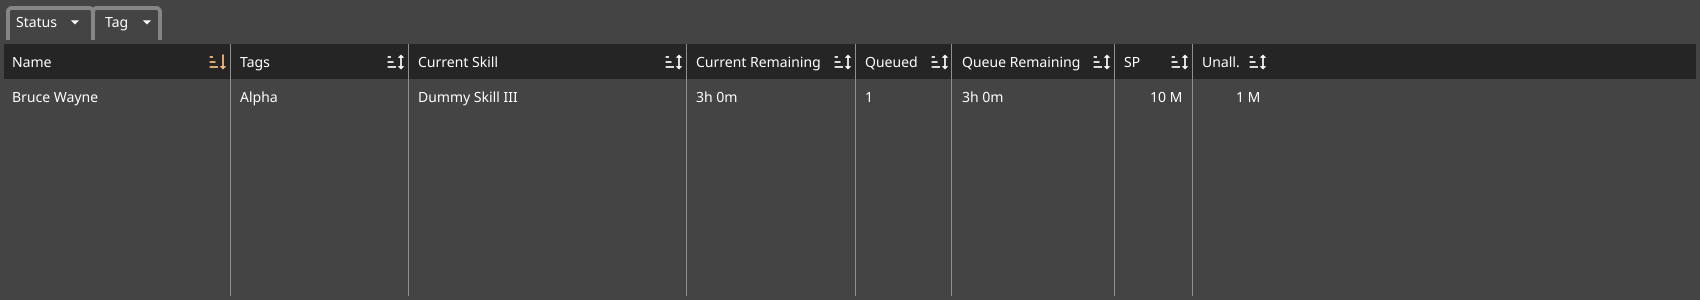 Status Tag
Name Tags Current Skill Current Remaining Queued Queue Remaining SP Unall.
Bruce Wayne Alpha Dummy Skill III 3h 0m 1 3h 0m 10 M 1 M